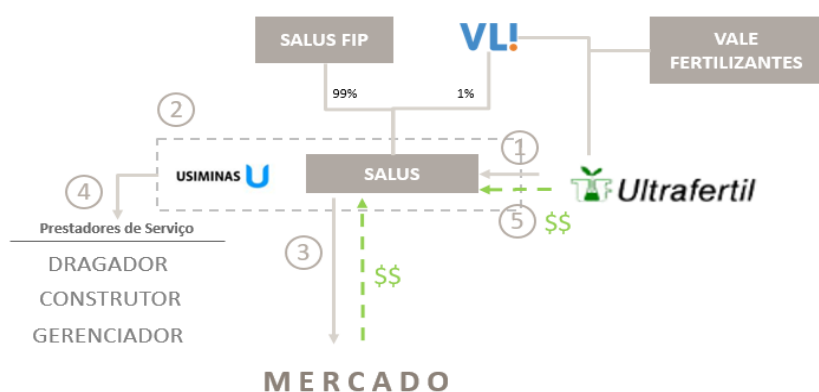 SALUS FIP
VL!
VALE
FERTILIZANTES
99%
1%
2
1
USIMINAS U
SALUS
Ultrafertil
4
5
$$
Prestadores de Serviço
3
DRAGADOR
$$
CONSTRUTOR
GERENCIADOR
MERCADO